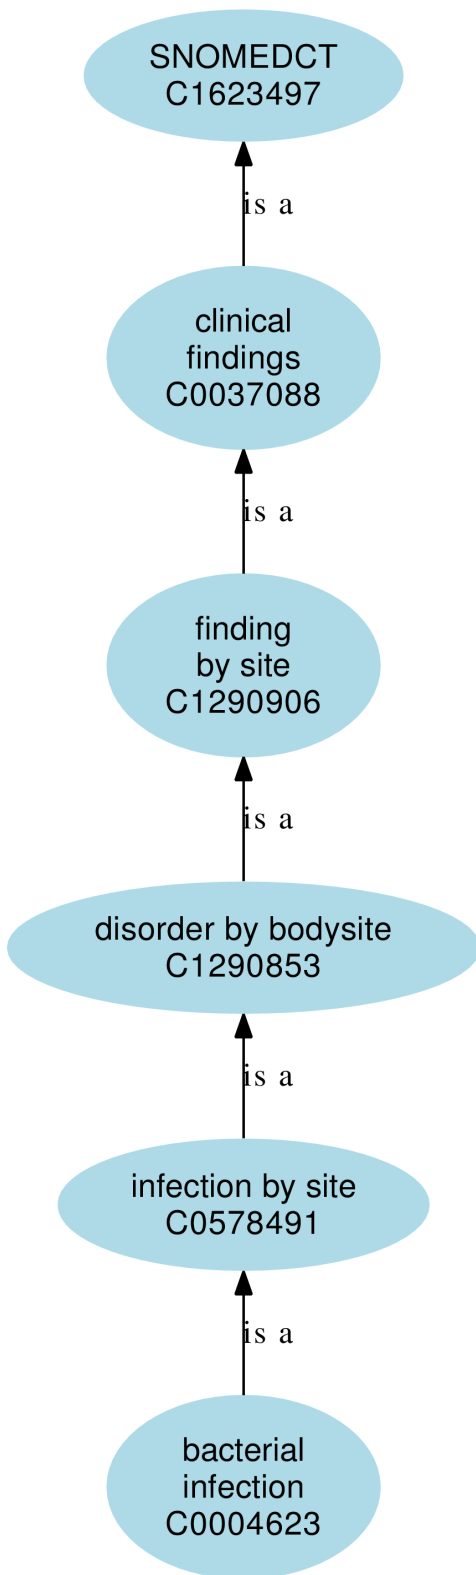 SNOMEDCT
C1623497
is a
clinical
findings
C0037088
is a
finding
by site
C1290906
is a
disorder by bodysite
C1290853
is a
infection by site
C0578491
is a
bacterial
infection
C0004623